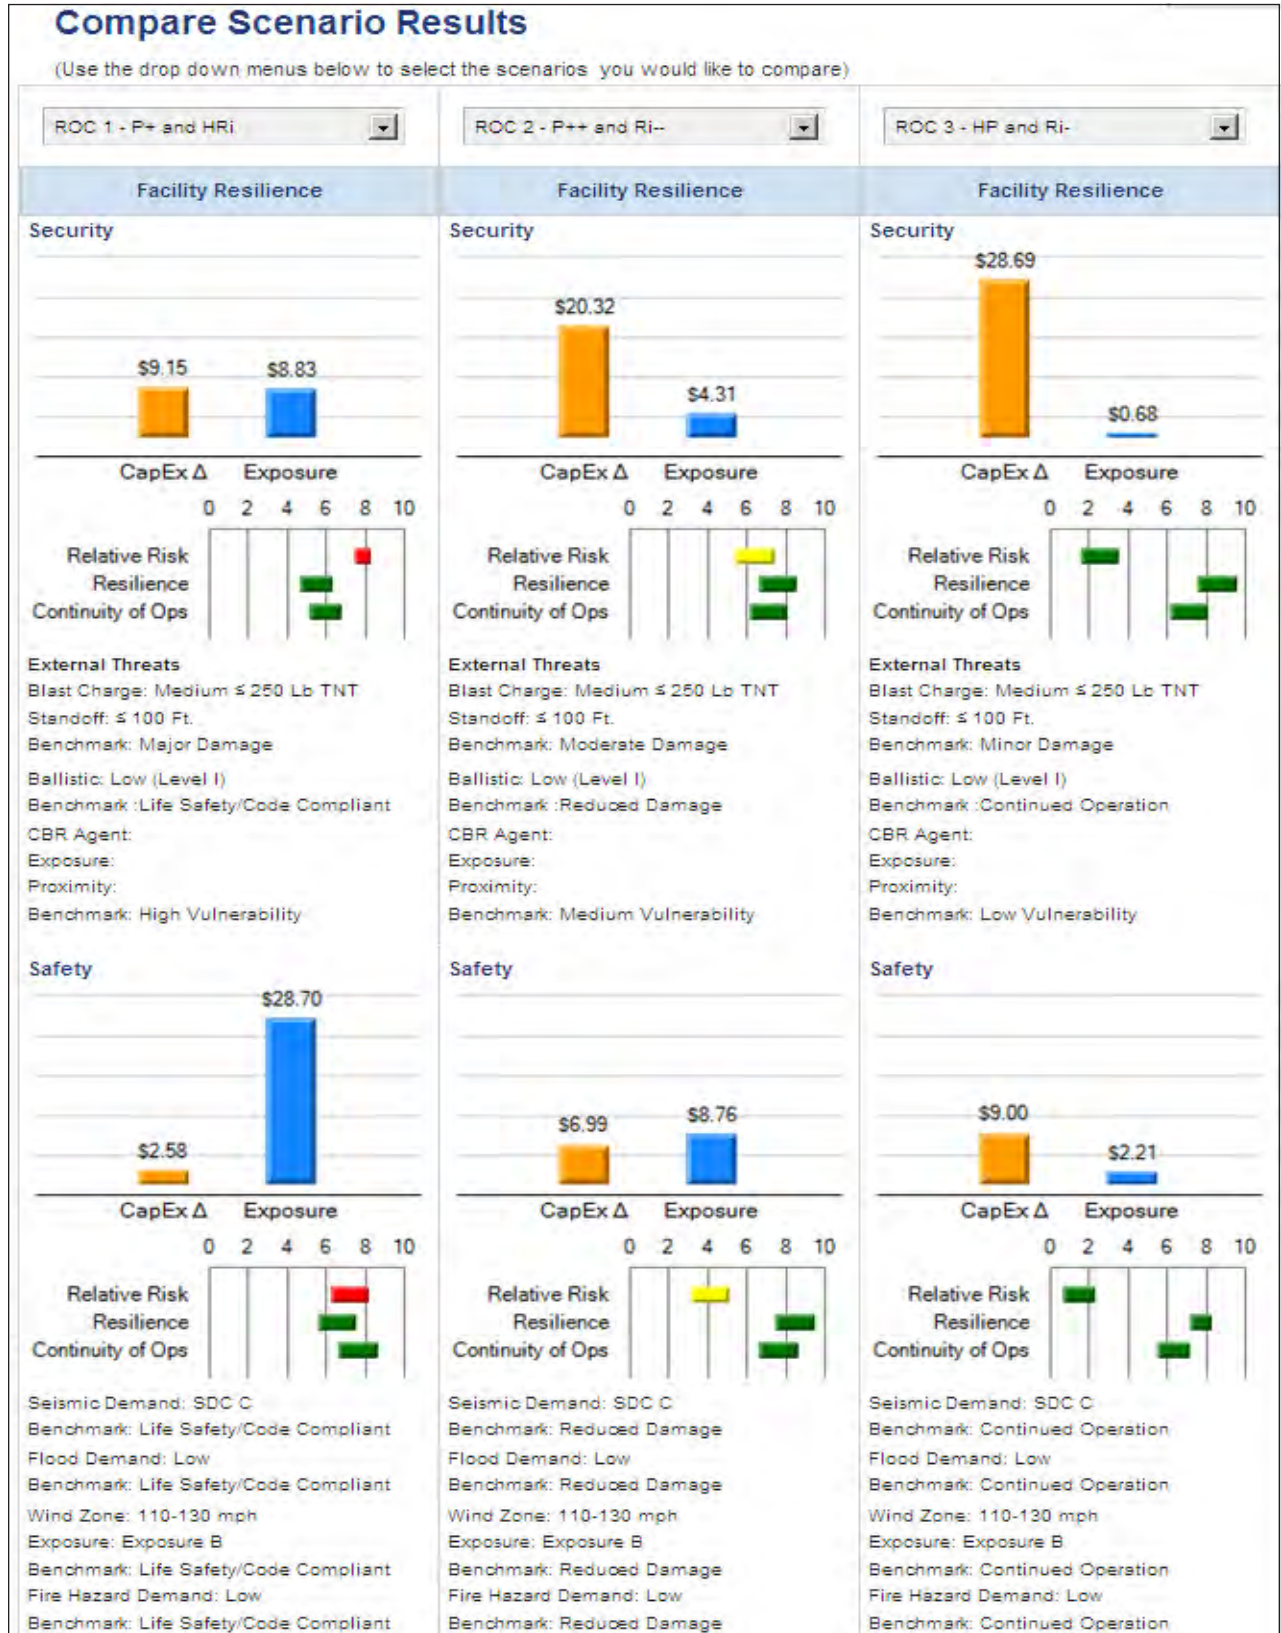 Compare Scenario Results
(Use the drop down menus below to select the scenarios you would like to compare)
ROC 1 - P+ and HRi
ROC 2 - P++ and Ri--
ROC 3 - HP and Ri-
Facility Resilience
Facility Resilience
Facility Resilience
Security
$9.15
$8.83
CapEx Δ Exposure
0 2 4 6 8 10
Relative Risk
Resilience
Continuity of Ops
External Threats
Blast Charge: Medium ≤ 250 Lb TNT
Standoff: ≤ 100 Ft.
Benchmark: Major Damage
Ballistic: Low (Level I)
Benchmark :Life Safety/Code Compliant
CBR Agent:
Exposure:
Proximity:
Benchmark: High Vulnerability
Safety
$2.58
$28.70
CapEx Δ Exposure
0 2 4 6 8 10
Relative Risk
Resilience
Continuity of Ops
Seismic Demand: SDC C
Benchmark: Life Safety/Code Compliant
Flood Demand: Low
Benchmark: Life Safety/Code Compliant
Wind Zone: 110-130 mph
Exposure: Exposure B
Benchmark: Life Safety/Code Compliant
Fire Hazard Demand: Low
Benchmark: Life Safety/Code Compliant
Security
$20.32
$4.31
CapEx Δ Exposure
0 2 4 6 8 10
Relative Risk
Resilience
Continuity of Ops
External Threats
Blast Charge: Medium ≤ 250 Lb TNT
Standoff: ≤ 100 Ft.
Benchmark: Moderate Damage
Ballistic: Low (Level I)
Benchmark :Reduced Damage
CBR Agent:
Exposure:
Proximity:
Benchmark: Medium Vulnerability
Safety
$6.99
$8.76
CapEx Δ Exposure
0 2 4 6 8 10
Relative Risk
Resilience
Continuity of Ops
Seismic Demand: SDC C
Benchmark: Reduced Damage
Flood Demand: Low
Benchmark: Reduced Damage
Wind Zone: 110-130 mph
Exposure: Exposure B
Benchmark: Reduced Damage
Fire Hazard Demand: Low
Benchmark: Reduced Damage
Security
$28.69
$0.68
CapEx Δ Exposure
0 2 4 6 8 10
Relative Risk
Resilience
Continuity of Ops
External Threats
Blast Charge: Medium ≤ 250 Lb TNT
Standoff: ≤ 100 Ft.
Benchmark: Minor Damage
Ballistic: Low (Level I)
Benchmark :Continued Operation
CBR Agent:
Exposure:
Proximity:
Benchmark: Low Vulnerability
Safety
$9.00
$2.21
CapEx Δ Exposure
0 2 4 6 8 10
Relative Risk
Resilience
Continuity of Ops
Seismic Demand: SDC C
Benchmark: Continued Operation
Flood Demand: Low
Benchmark: Continued Operation
Wind Zone: 110-130 mph
Exposure: Exposure B
Benchmark: Continued Operation
Fire Hazard Demand: Low
Benchmark: Continued Operation